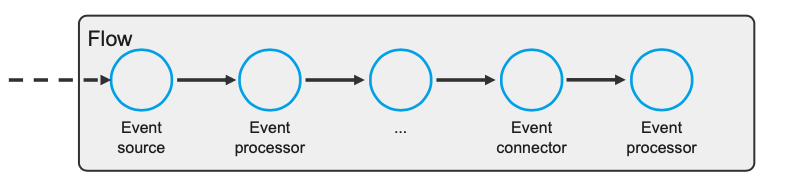 Flow
Event
source
Event
processor
...
Event
connector
Event
processor